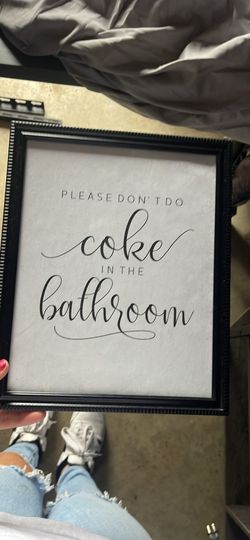 PLEASE DON'T DO
coke
IN THE
bathroom